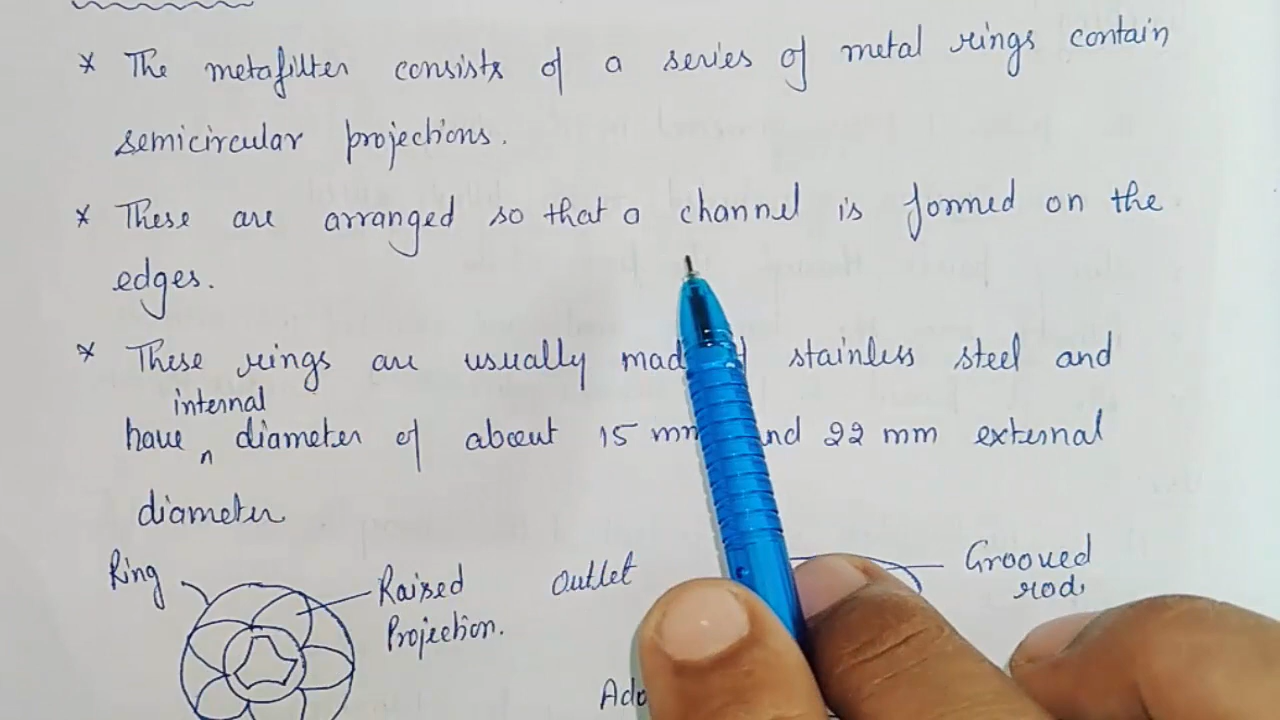 * The metafilter consists of a series of metal rings contain
semicircular projections.
* These are arranged so that a channel is formed on the
edges.
* These rings are usually stainless steel and
internal
have diameter of about 15 mm 22 mm external
diameter
Ring
Raised
Projection.
Outlet
Grooved
rod